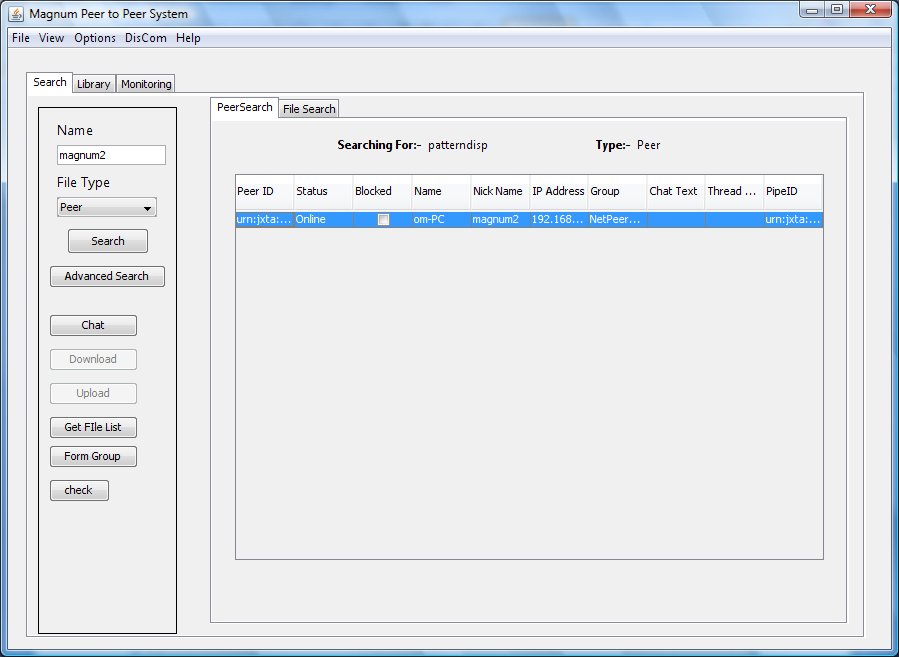 Magnum Peer to Peer System
File View Options DisCom Help
Search Library Monitoring
Name
magnum2
File Type
Peer
Search
Advanced Search
Chat
Download
Upload
Get FIle List
Form Group
check
PeerSearch File Search
Searching For:- patterndisp Type:- Peer
Peer ID Status Blocked Name Nick Name IP Address Group Chat Text Thread ... PipeID
urn:jxta:... Online om-PC magnum2 192.168... NetPeer... urn:jxta:...